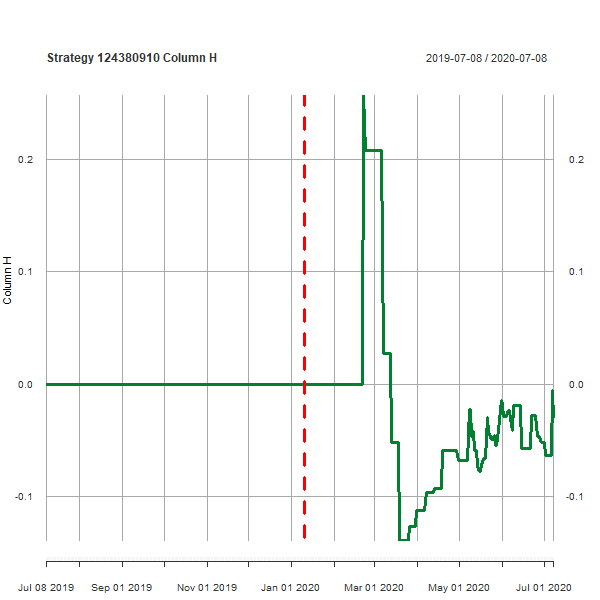 Strategy 124380910 Column H
2019-07-08 / 2020-07-08
0.2
0.2
0.1
0.1
Column H
0.0
0.0
-0.1
-0.1
Jul 08 2019
Sep 01 2019
Nov 01 2019
Jan 01 2020
Mar 01 2020
May 01 2020
Jul 01 2020